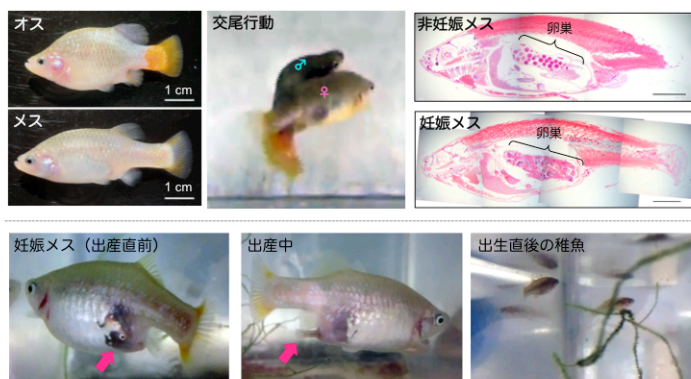 オス
1 cm
メス
1 cm
交尾行動
♂
♀
非妊娠メス
卵巣
妊娠メス
卵巣
妊娠メス（出産直前）
出産中
出生直後の稚魚